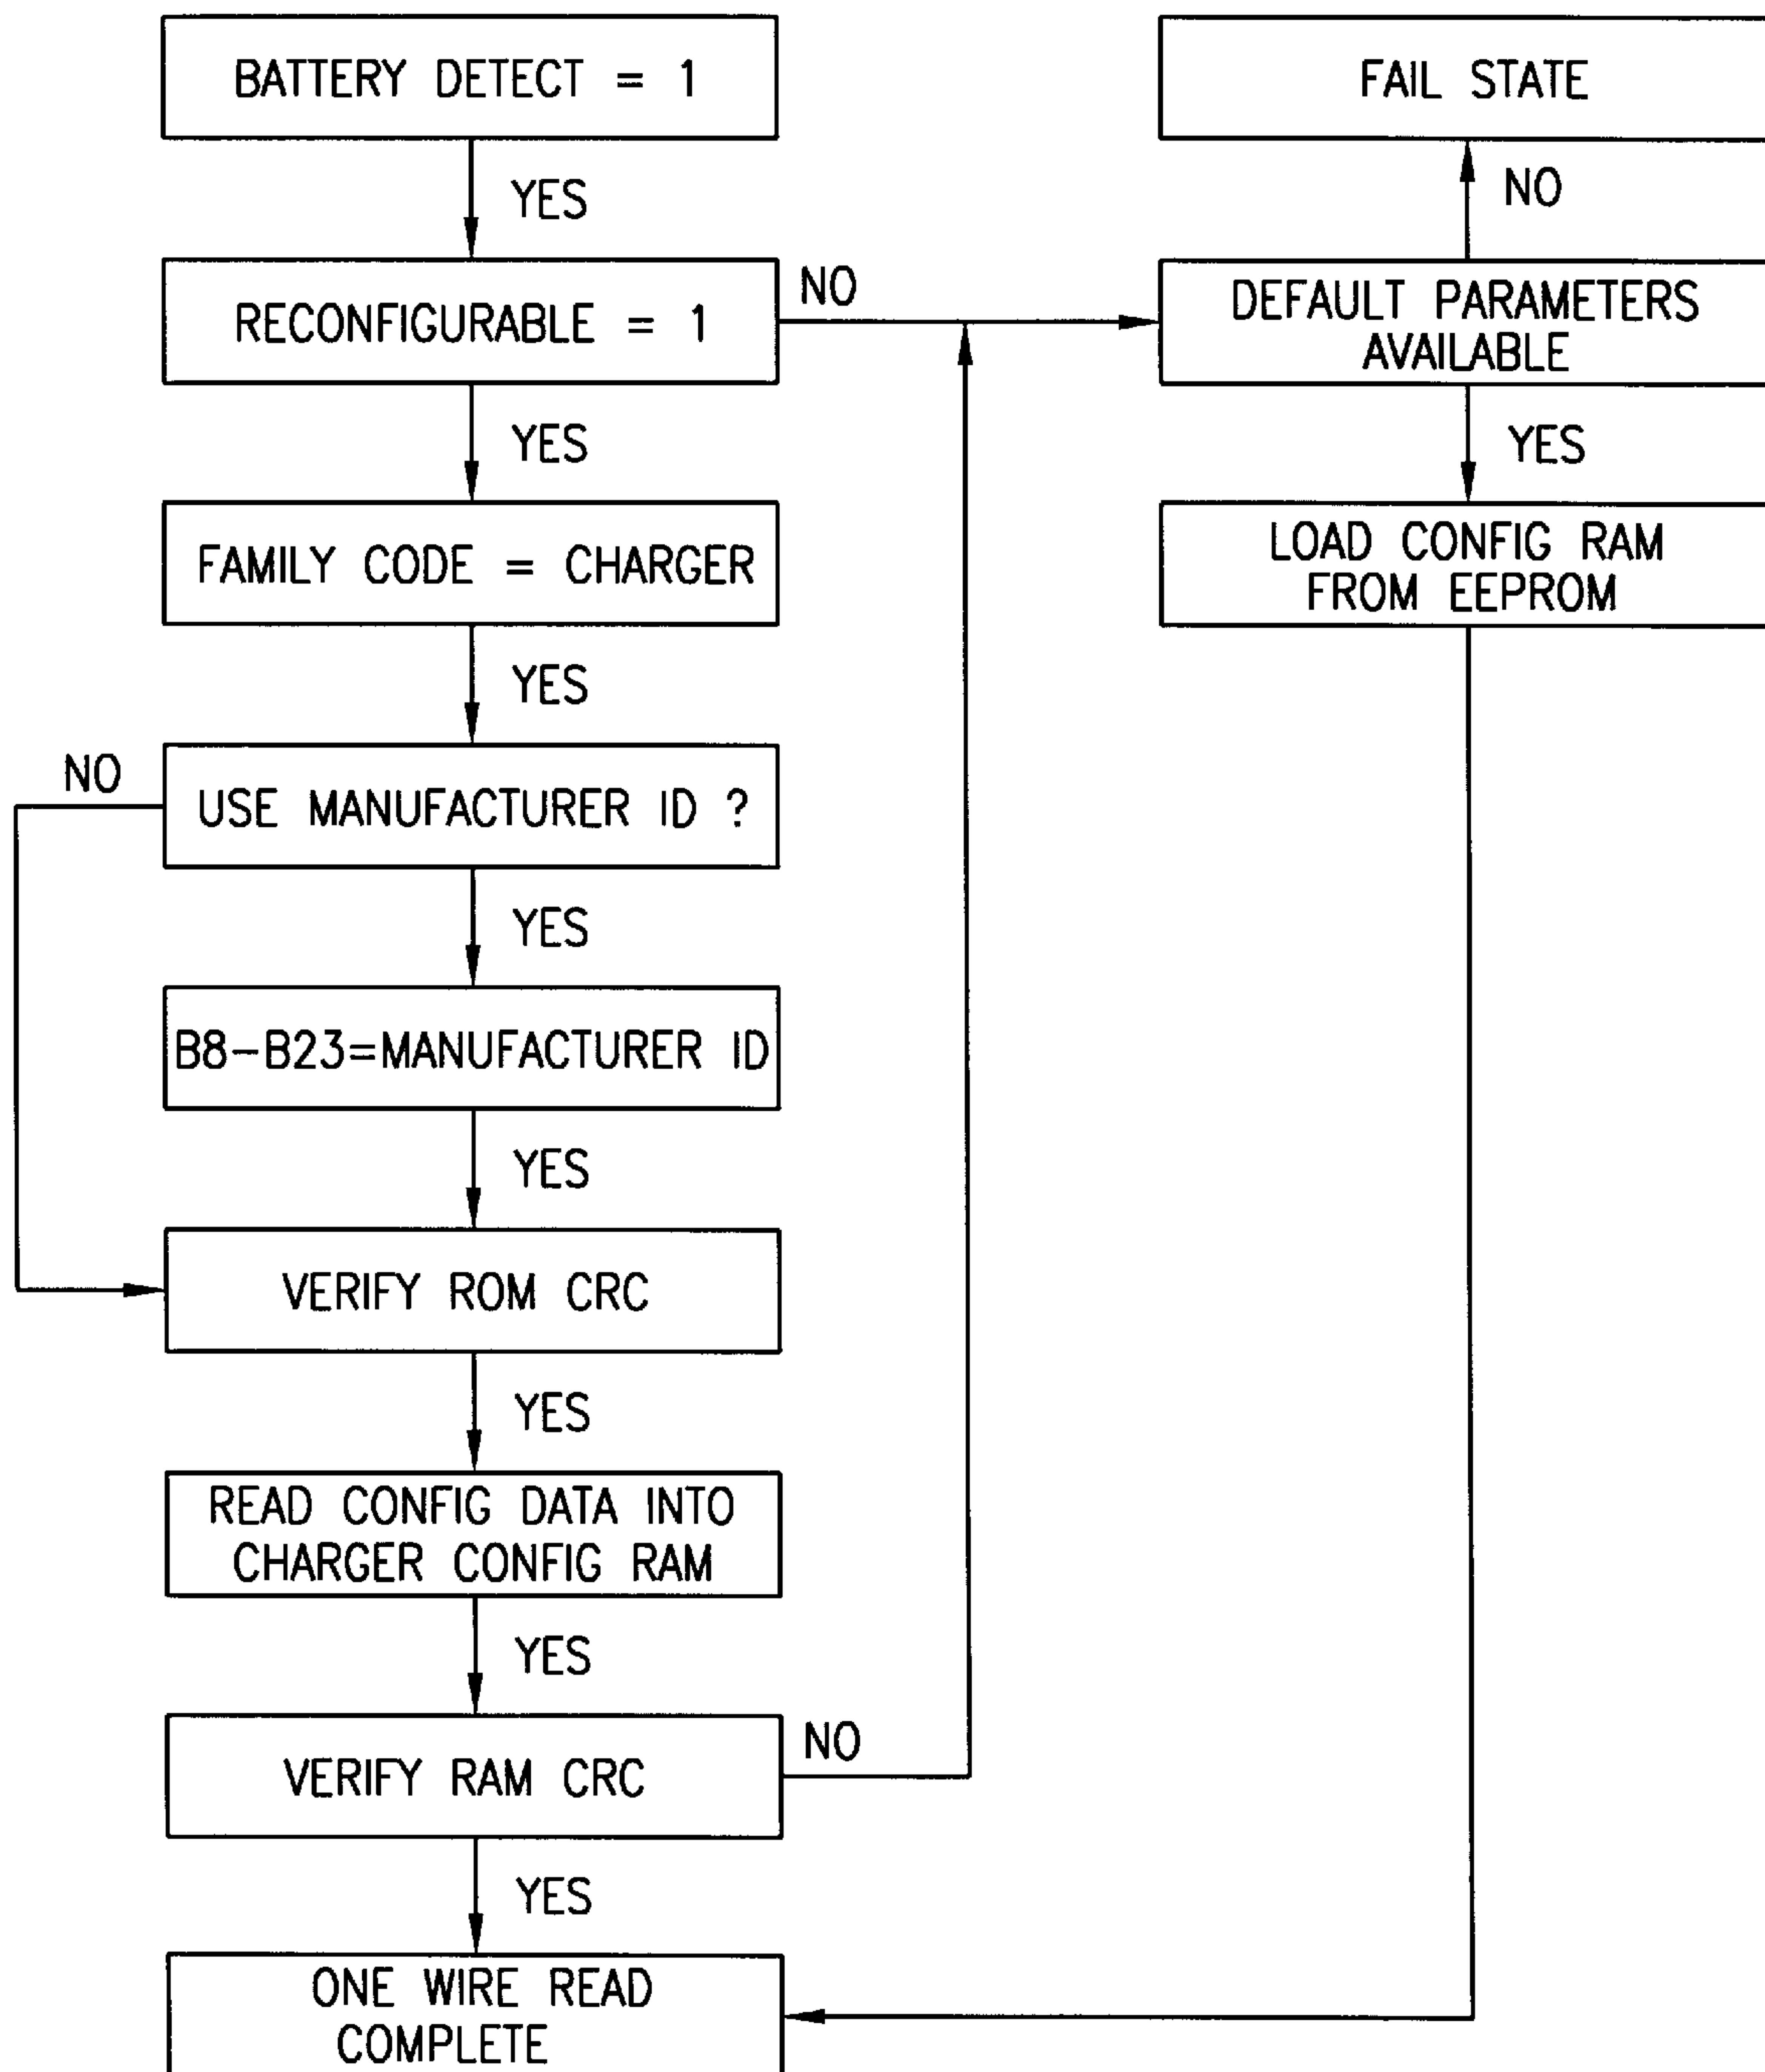 BATTERY DETECT = 1
FAIL STATE
YES
NO
RECONFIGURABLE = 1
NO
DEFAULT PARAMETERS
AVAILABLE
YES
YES
FAMILY CODE = CHARGER
LOAD CONFIG RAM
FROM EEPROM
YES
NO
USE MANUFACTURER ID ?
YES
B8-B23=MANUFACTURER ID
YES
VERIFY ROM CRC
YES
READ CONFIG DATA INTO
CHARGER CONFIG RAM
YES
VERIFY RAM CRC
NO
YES
ONE WIRE READ
COMPLETE